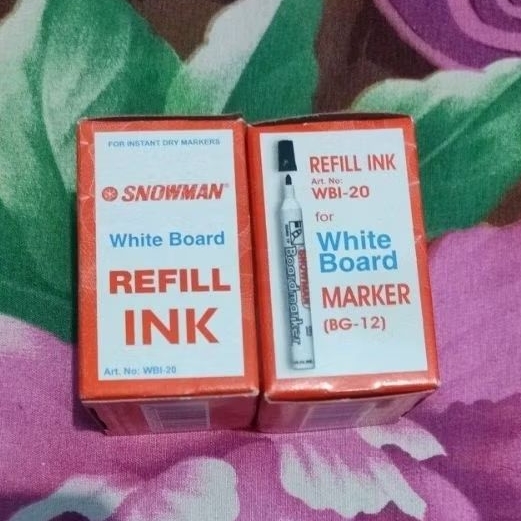 FOR INSTANT DRY MARKERS
SNOWMAN®
White Board
REFILL
INK
Art. No: WBI-20
REFILL INK
Art. No:
WBI-20
for
White
Board
MARKER
(BG-12)
SNOWMAN
Boardmarker